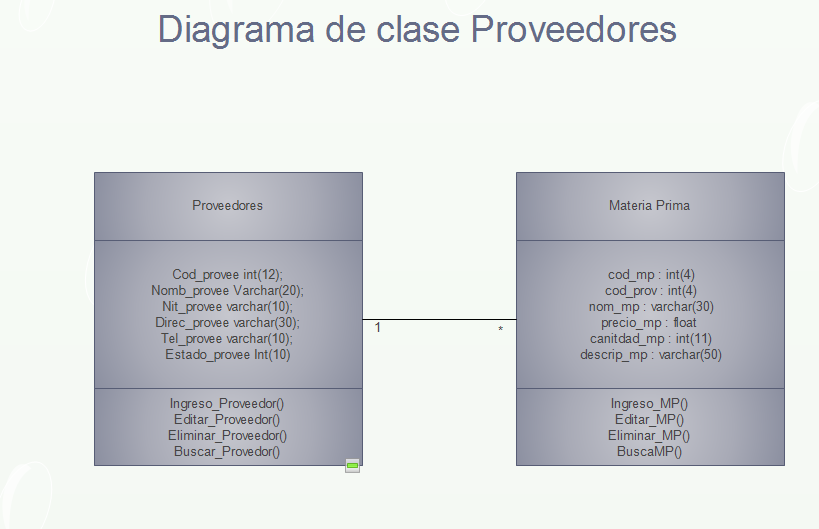 Diagrama de clase Proveedores
Proveedores
Cod_provee int(12);
Nomb_provee Varchar(20);
Nit_provee varchar(10);
Direc_provee varchar(30);
Tel_provee varchar(10);
Estado_provee Int(10)
Ingreso_Proveedor()
Editar_Proveedor()
Eliminar_Proveedor()
Buscar_Provedor()
1
*
Materia Prima
cod_mp : int(4)
cod_prov : int(4)
nom_mp : varchar(30)
precio_mp : float
canitdad_mp : int(11)
descrip_mp : varchar(50)
Ingreso_MP()
Editar_MP()
Eliminar_MP()
BuscaMP()